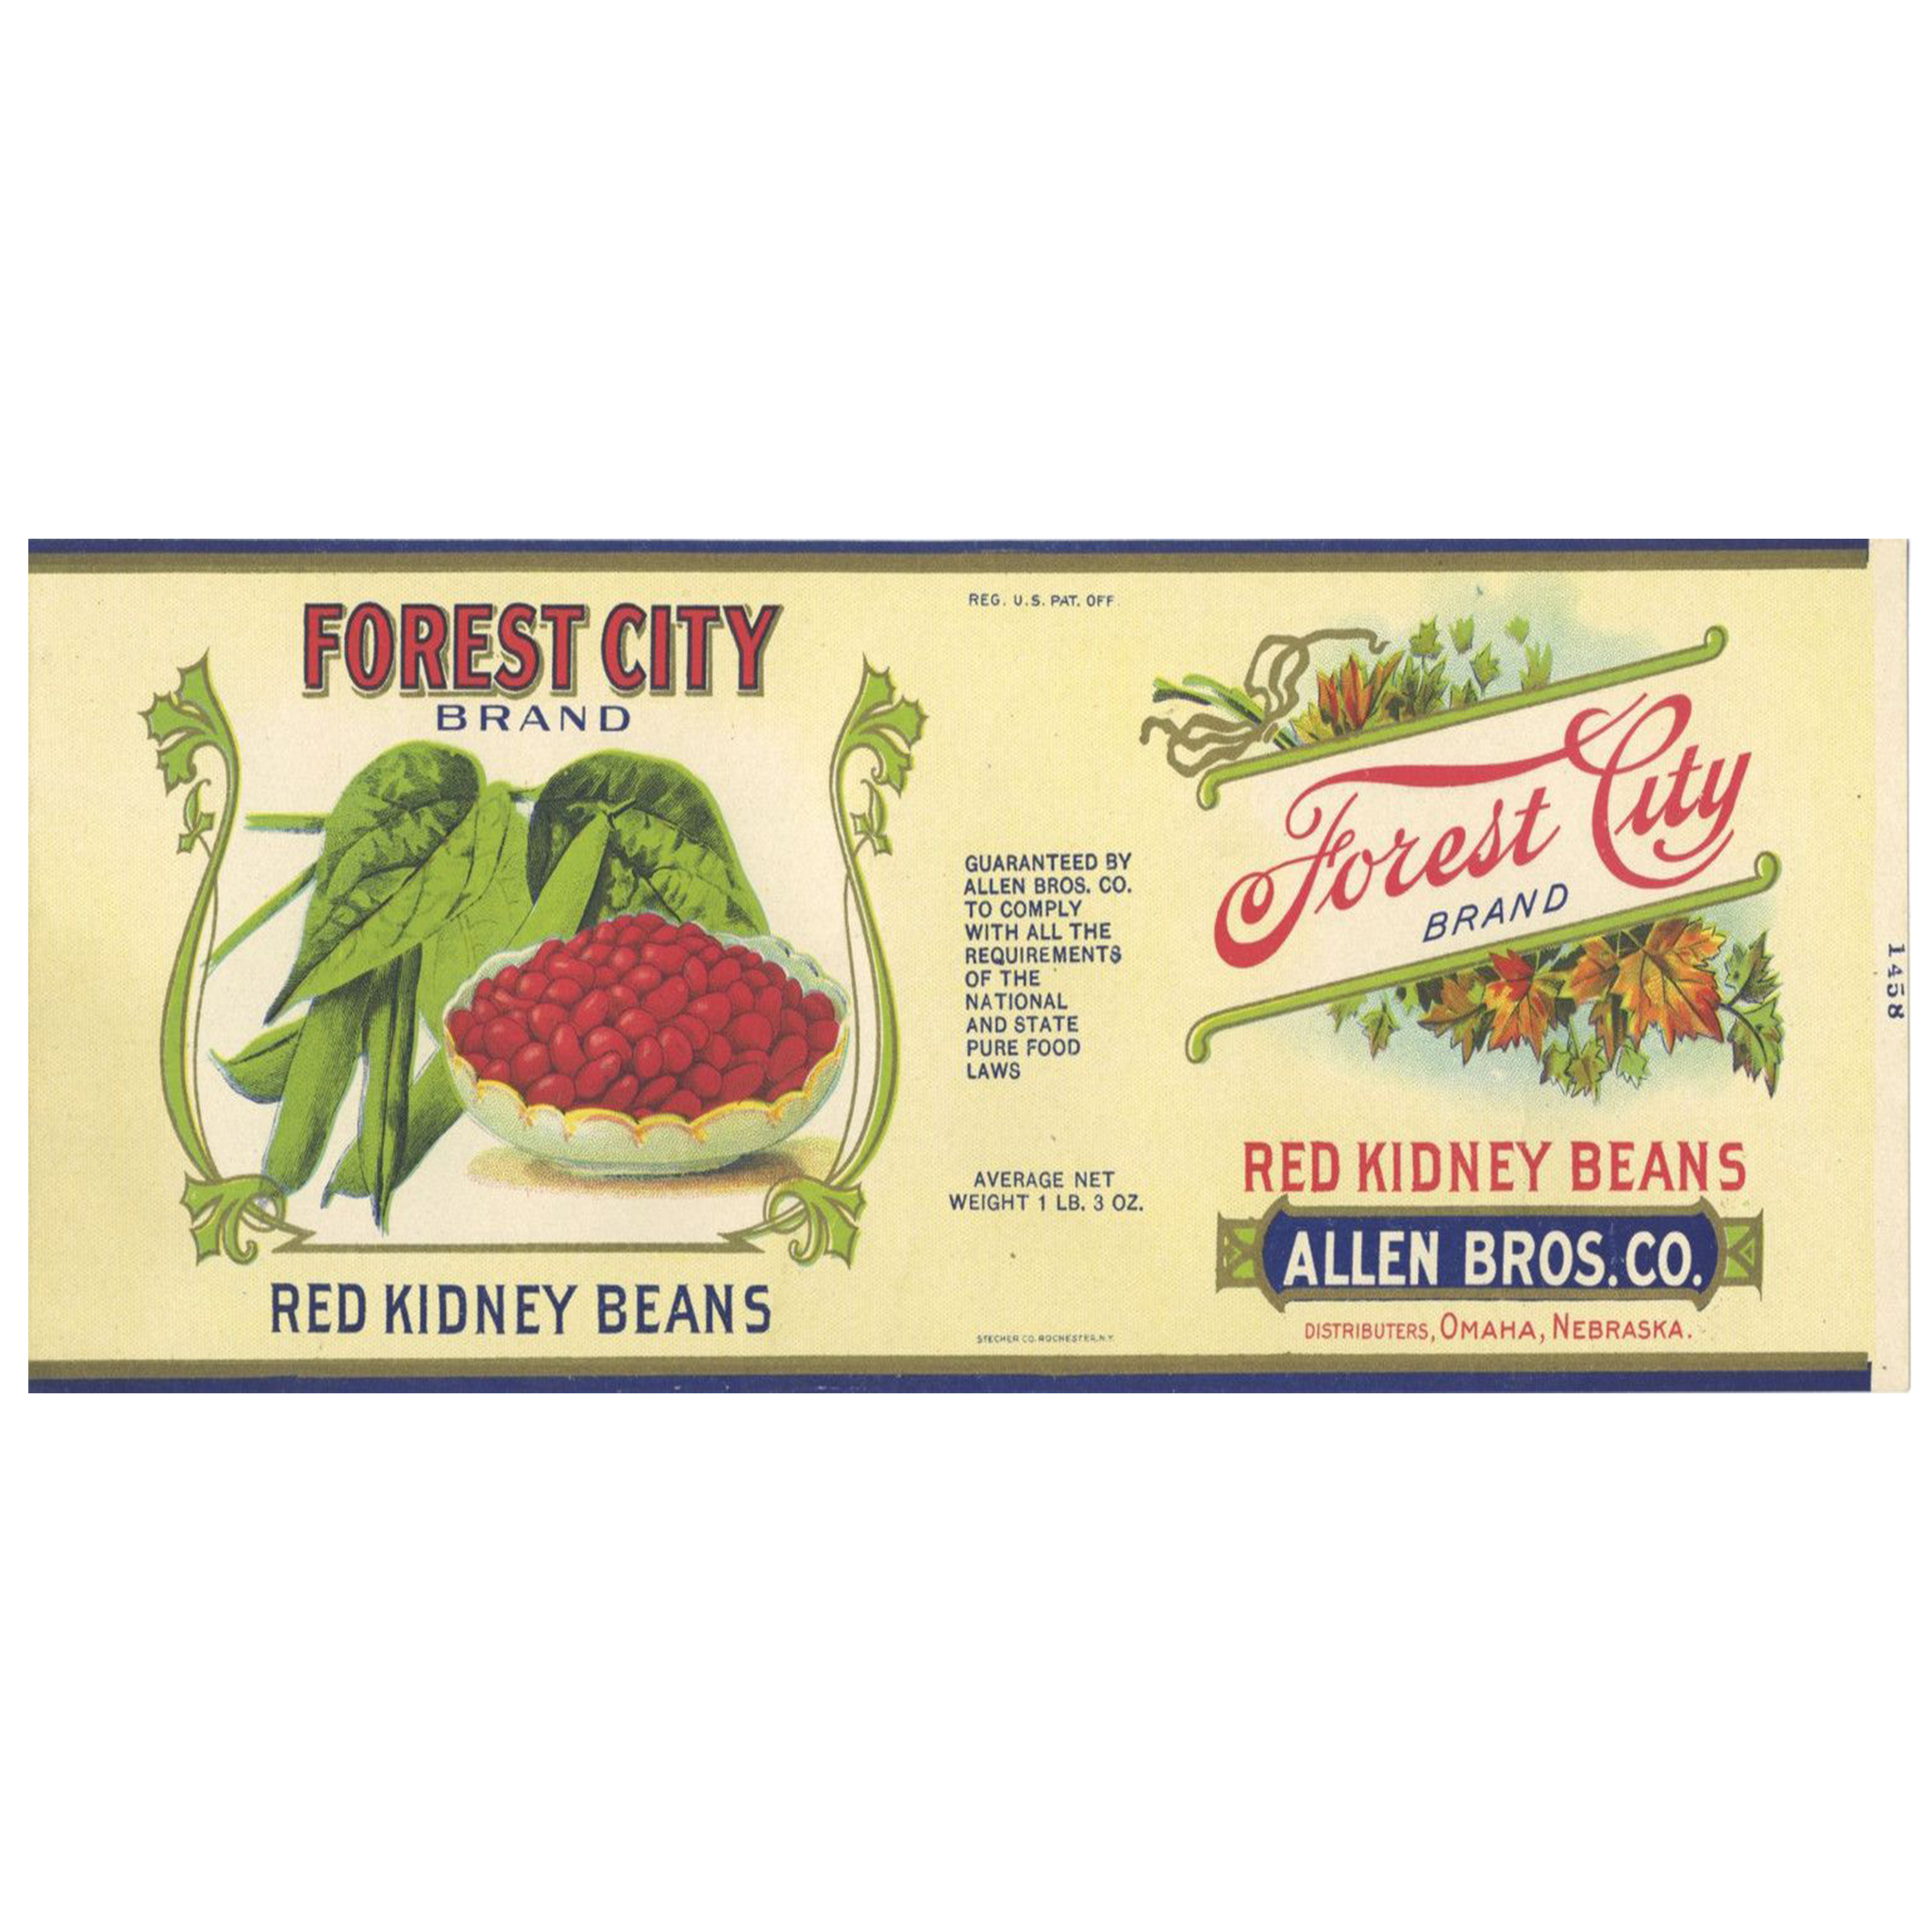 FOREST CITY
BRAND
RED KIDNEY BEANS
REG. U.S. PAT. OFF.
GUARANTEED BY
ALLEN BROS. CO.
TO COMPLY
WITH ALL THE
REQUIREMENTS
OF THE
NATIONAL
AND STATE
PURE FOOD
LAWS
AVERAGE NET
WEIGHT 1 LB. 3 OZ.
STECHER CO. ROCHESTER, N.Y.
Forest City
BRAND
RED KIDNEY BEANS
ALLEN BROS. CO.
DISTRIBUTERS, OMAHA, NEBRASKA.
1458